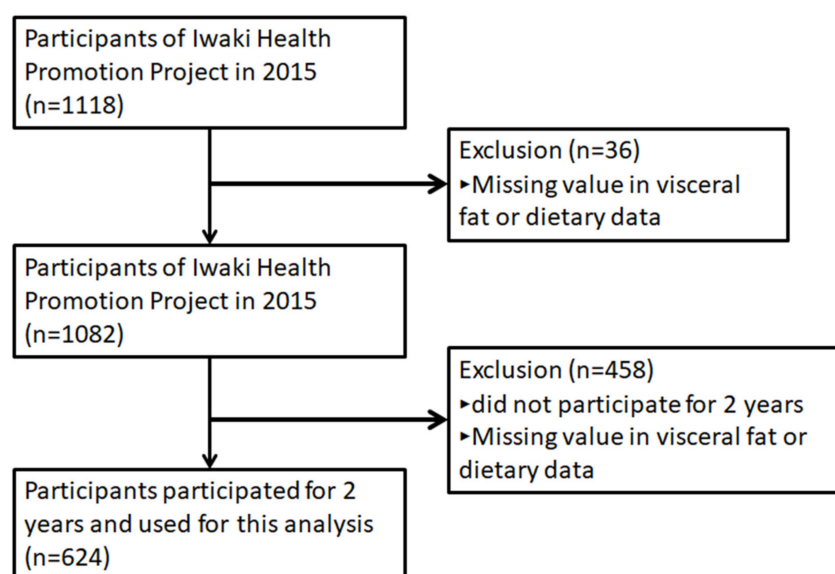 Participants of Iwaki Health
Promotion Project in 2015
(n=1118)
Exclusion (n=36)
▸Missing value in visceral
fat or dietary data
Participants of Iwaki Health
Promotion Project in 2015
(n=1082)
Exclusion (n=458)
▸did not participate for 2 years
▸Missing value in visceral fat or
dietary data
Participants participated for 2
years and used for this analysis
(n=624)